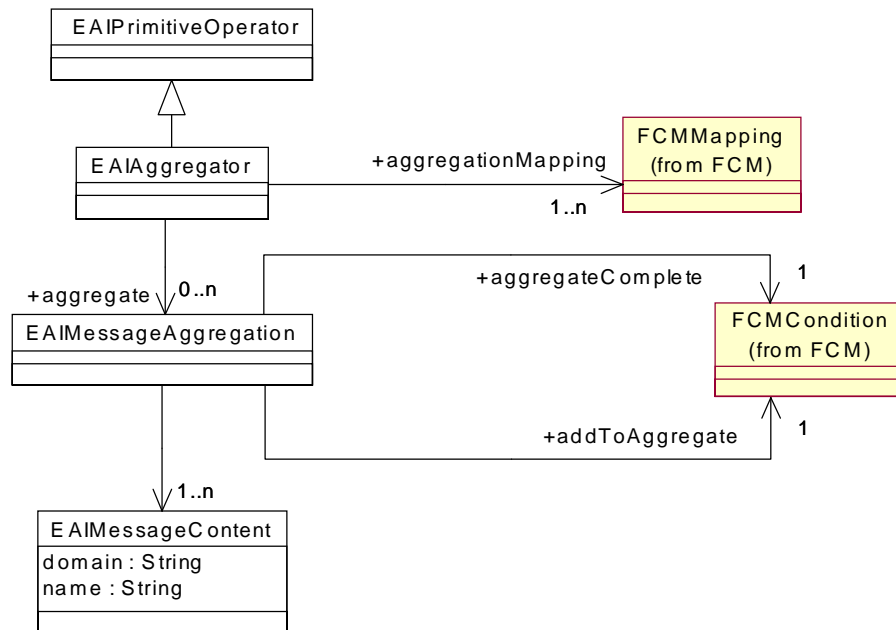 EAIPrimitiveOperator
EAIAggregator
+aggregationMapping
1..n
FCMMapping
(from FCM)
+aggregate
0..n
+aggregateComplete
1
EAIMessageAggregation
FCMCondition
(from FCM)
+addToAggregate
1
1..n
EAIMessageContent
domain : String
name : String